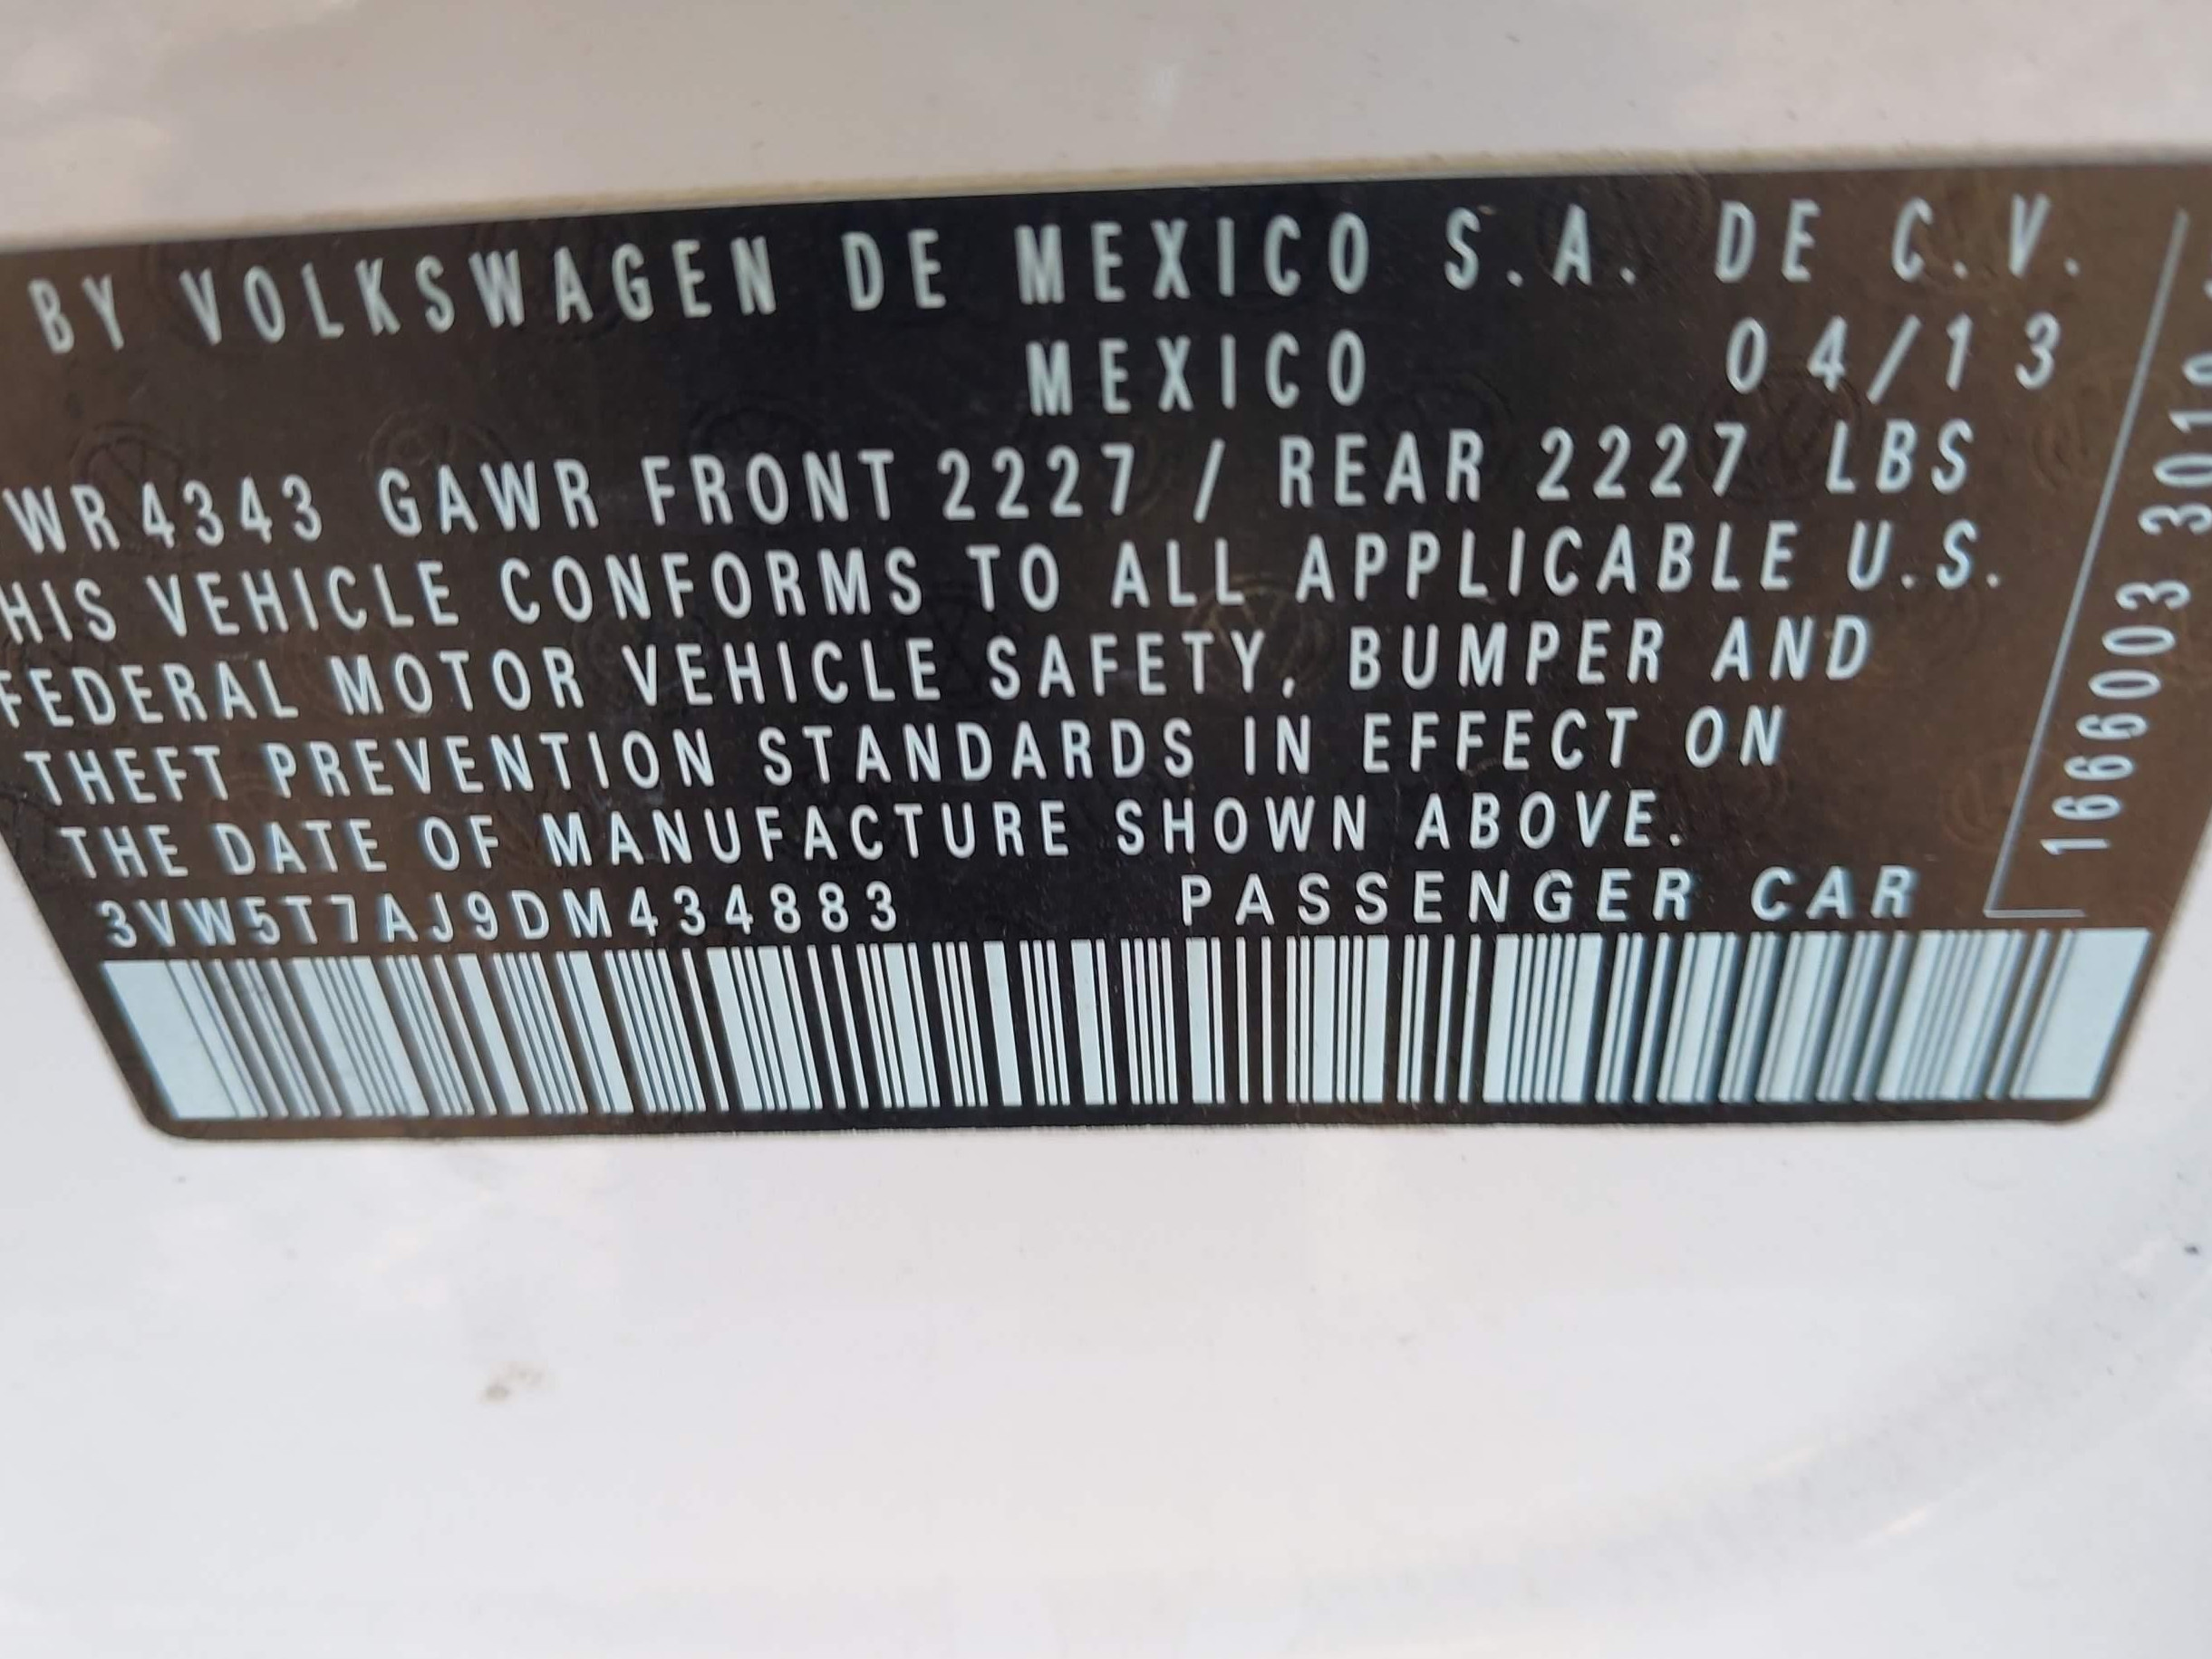 BY VOLKSWAGEN DE MEXICO S.A. DE C.V.
MEXICO 04/13
WR 4343 GAWR FRONT 2227 / REAR 2227 LBS
HIS VEHICLE CONFORMS TO ALL APPLICABLE U.S.
FEDERAL MOTOR VEHICLE SAFETY, BUMPER AND
THEFT PREVENTION STANDARDS IN EFFECT ON
THE DATE OF MANUFACTURE SHOWN ABOVE.
3VW5T7AJ9DM434883 PASSENGER CAR
1666003 3010